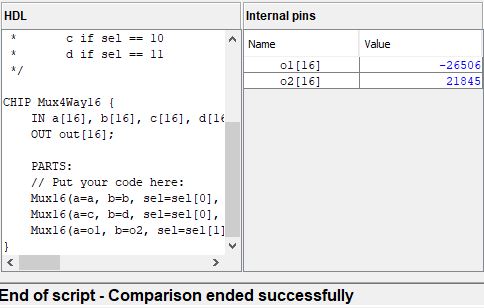 HDL
*       c if sel == 10
*       d if sel == 11
*/
CHIP Mux4Way16 {
IN a[16], b[16], c[16],
OUT out[16];
PARTS:
// Put your code here:
Mux16(a=a, b=b, sel=sel[0],
Mux16(a=c, b=d, sel=sel[0],
Mux16(a=o1, b=o2, sel=sel[1]
}
Internal pins
Name Value
o1[16] -26506
o2[16] 21845
End of script - Comparison ended successfully